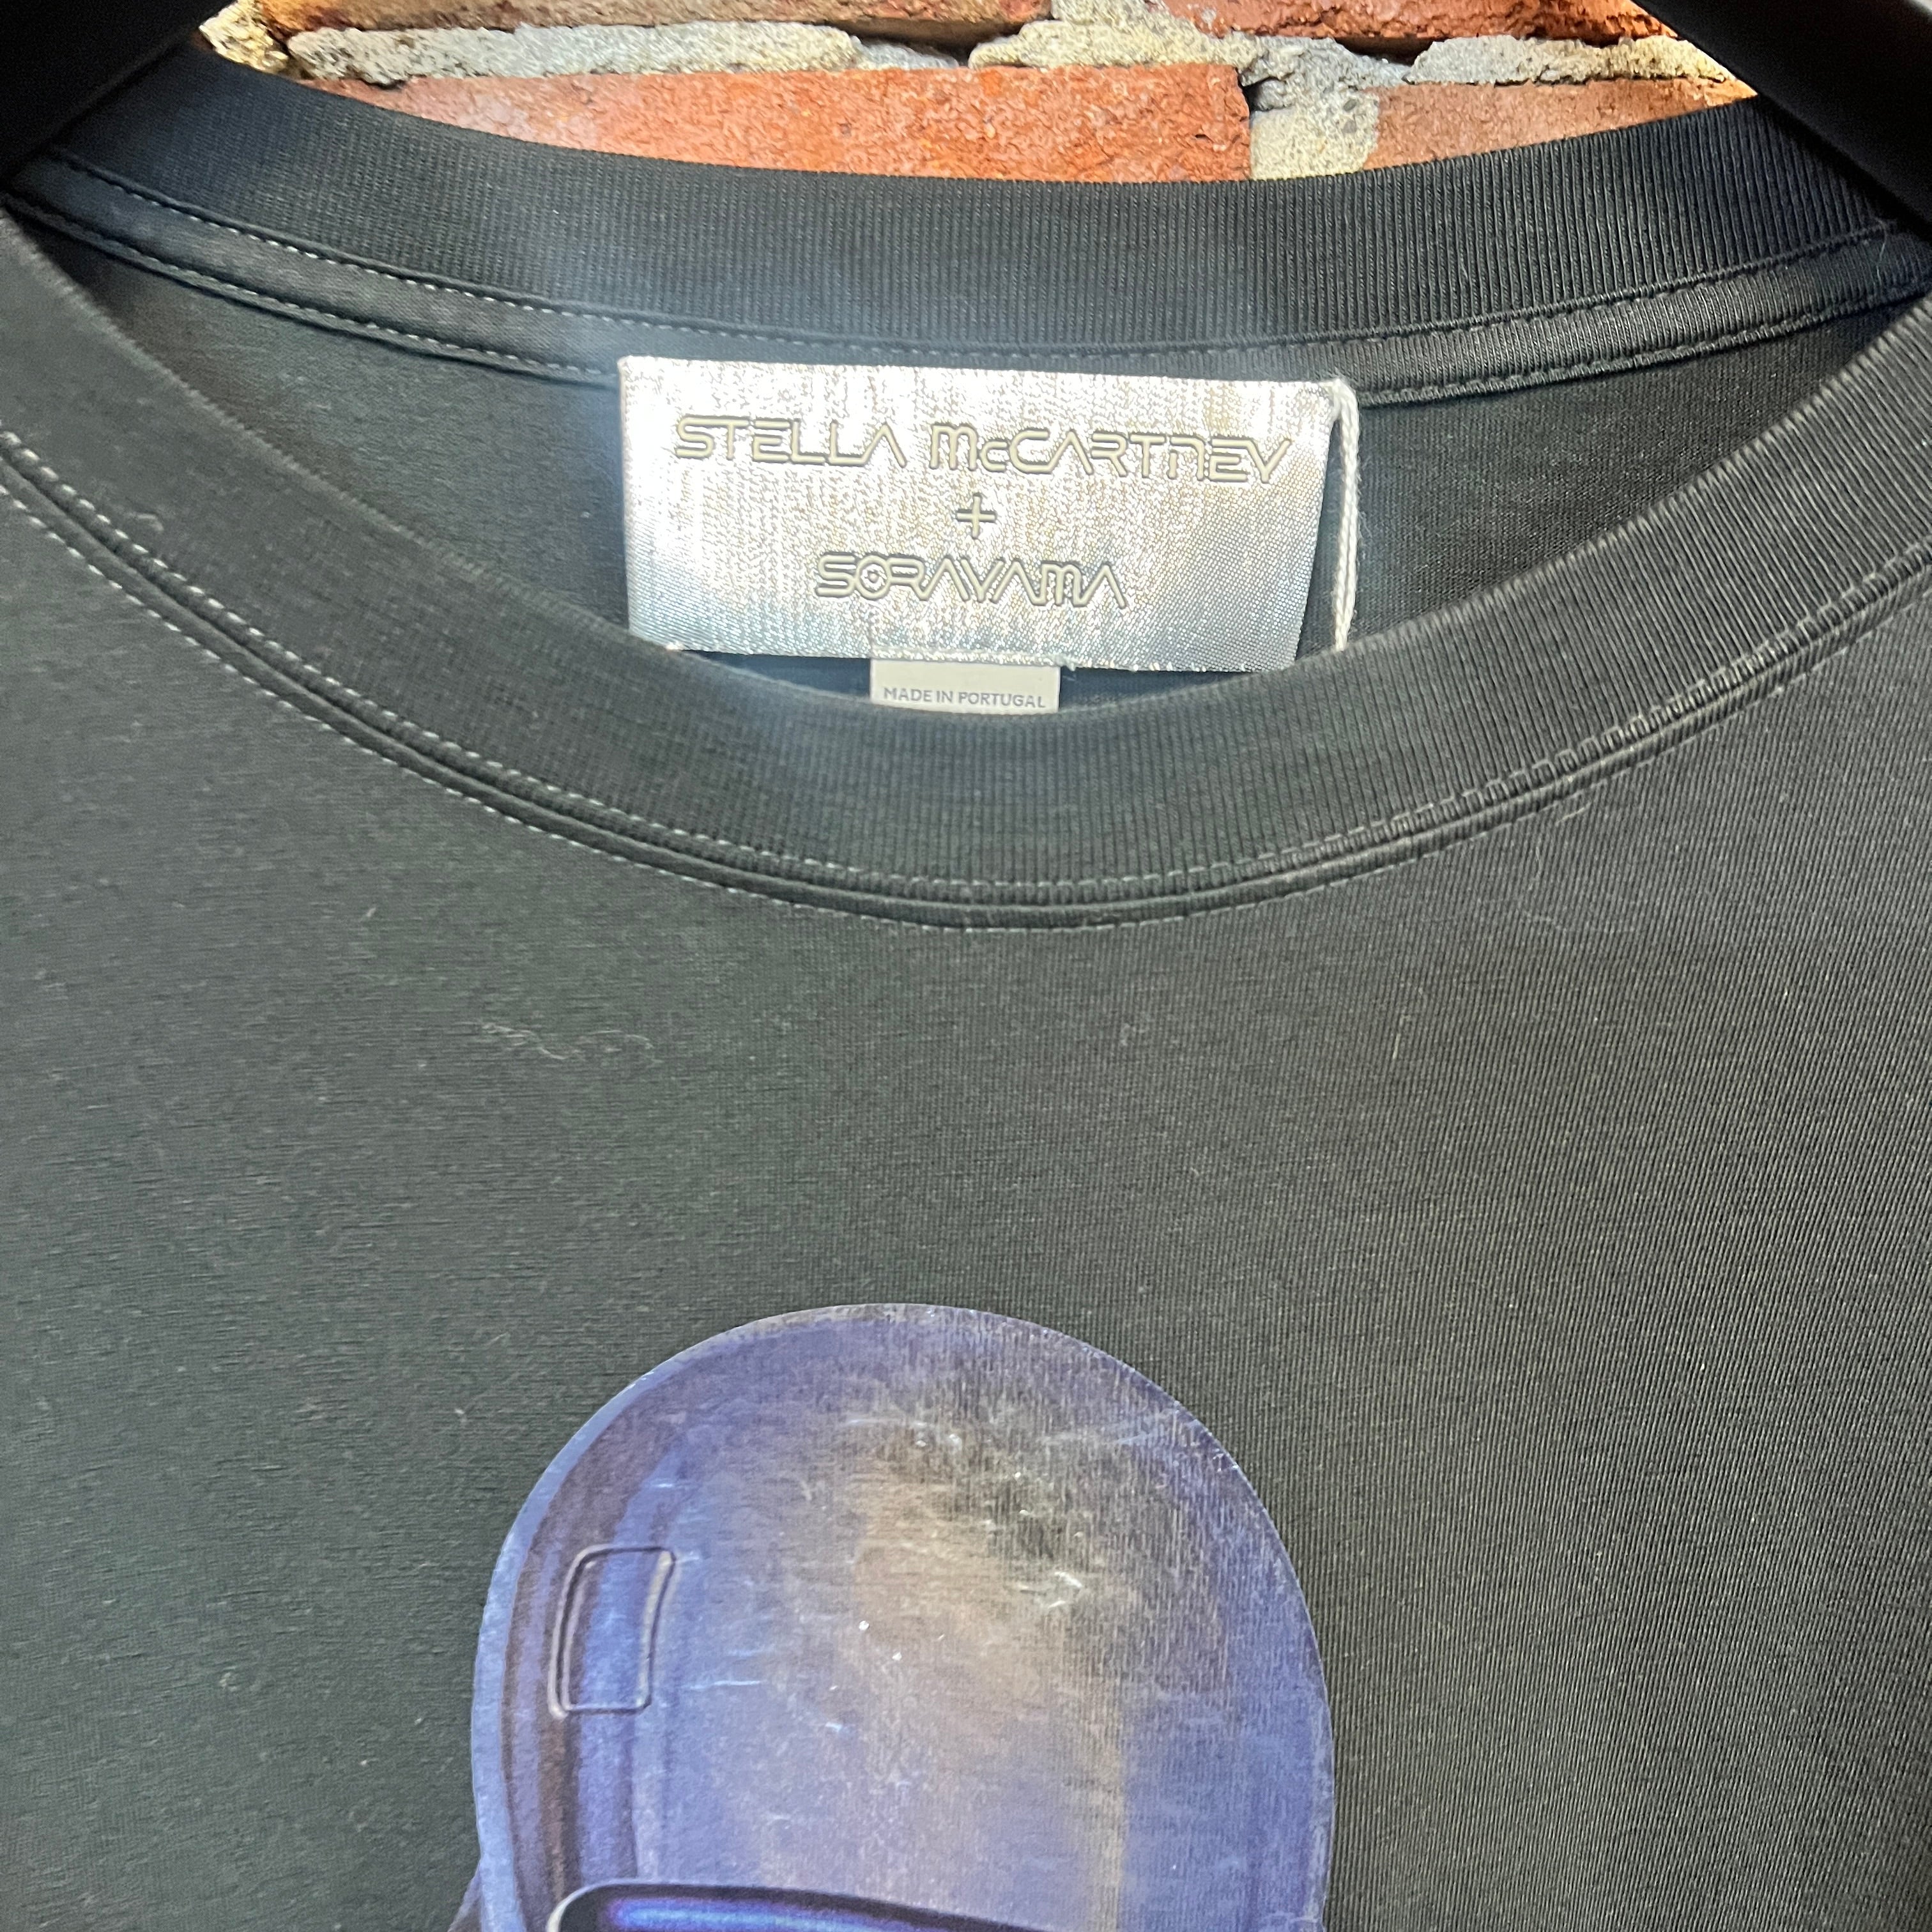 STELLA McCARTNEY
+
SORAYAMA
MADE IN PORTUGAL